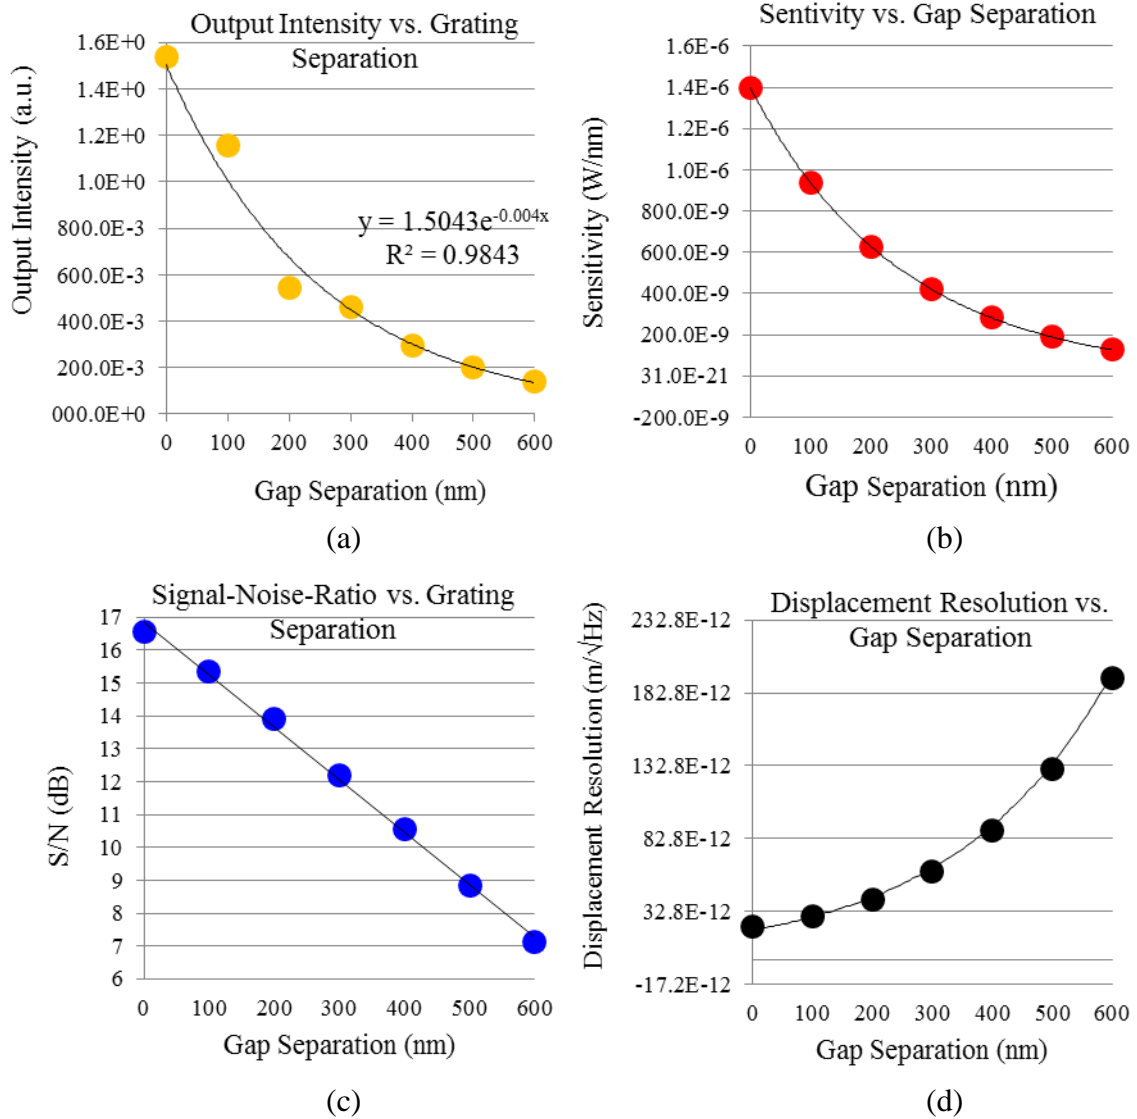 Output Intensity vs. Grating
Separation
Output Intensity (a.u.)
1.6E+0
1.4E+0
1.2E+0
1.0E+0
800.0E-3
600.0E-3
400.0E-3
200.0E-3
000.0E+0
y = 1.5043e^-0.004x
R² = 0.9843
0 100 200 300 400 500 600
Gap Separation (nm)
(a)
Sentivity vs. Gap Separation
Sensitivity (W/nm)
1.6E-6
1.4E-6
1.2E-6
1.0E-6
800.0E-9
600.0E-9
400.0E-9
200.0E-9
31.0E-21
-200.0E-9
0 100 200 300 400 500 600
Gap Separation (nm)
(b)
Signal-Noise-Ratio vs. Grating
Separation
S/N (dB)
17
16
15
14
13
12
11
10
9
8
7
6
0 100 200 300 400 500 600
Gap Separation (nm)
(c)
Displacement Resolution vs.
Gap Separation
Displacement Resolution (m/√Hz)
232.8E-12
182.8E-12
132.8E-12
82.8E-12
32.8E-12
-17.2E-12
0 100 200 300 400 500 600
Gap Separation (nm)
(d)